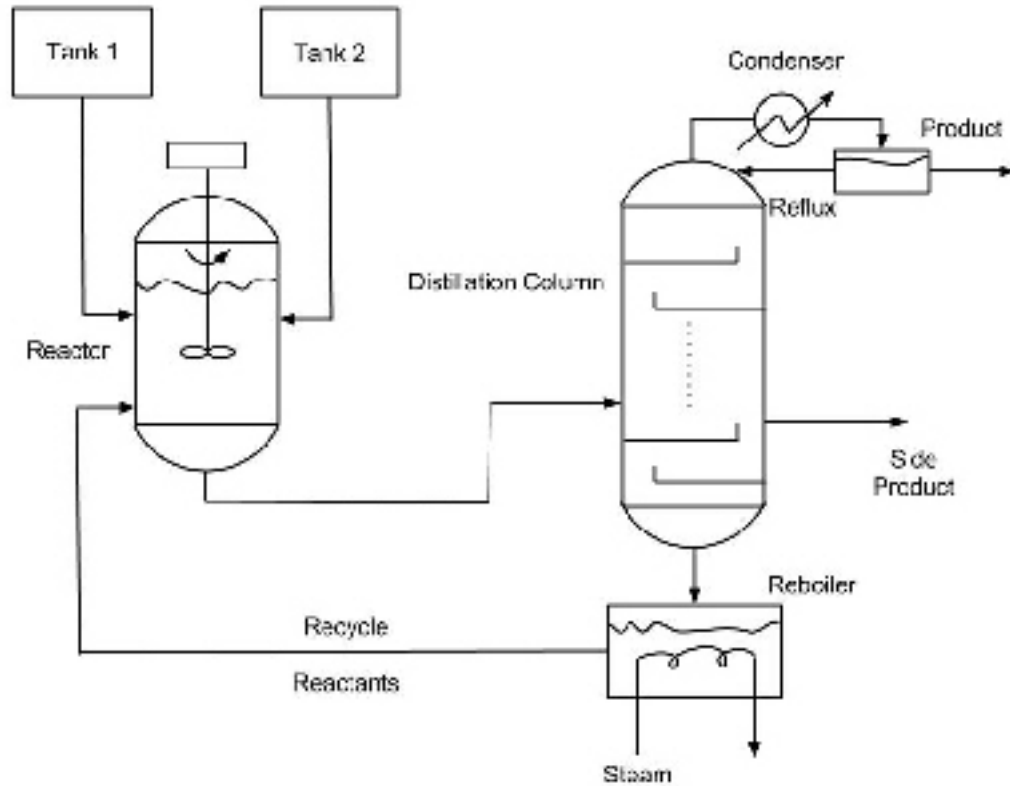 Tank 1
Tank 2
Condenser
Product
Reflux
Distillation Column
Reactor
Side
Product
Reboiler
Recycle
Reactants
Steam